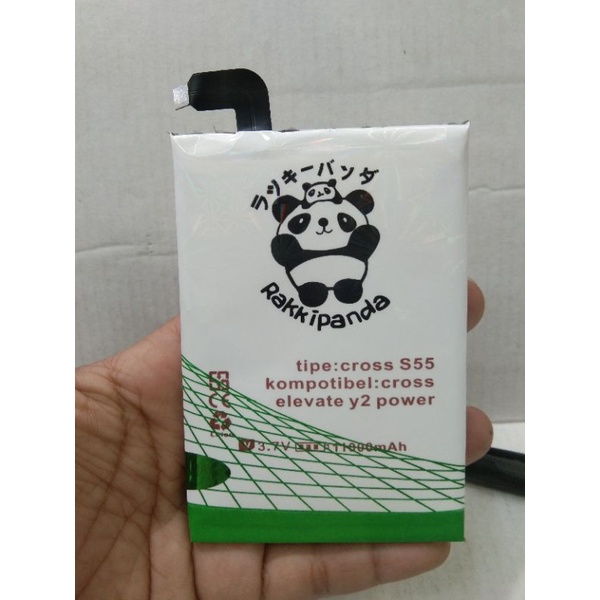 ラッキーパンダ
Rakkipanda
tipe:cross S55
kompotibel:cross
elevate y2 power
3.7V 11000mAh